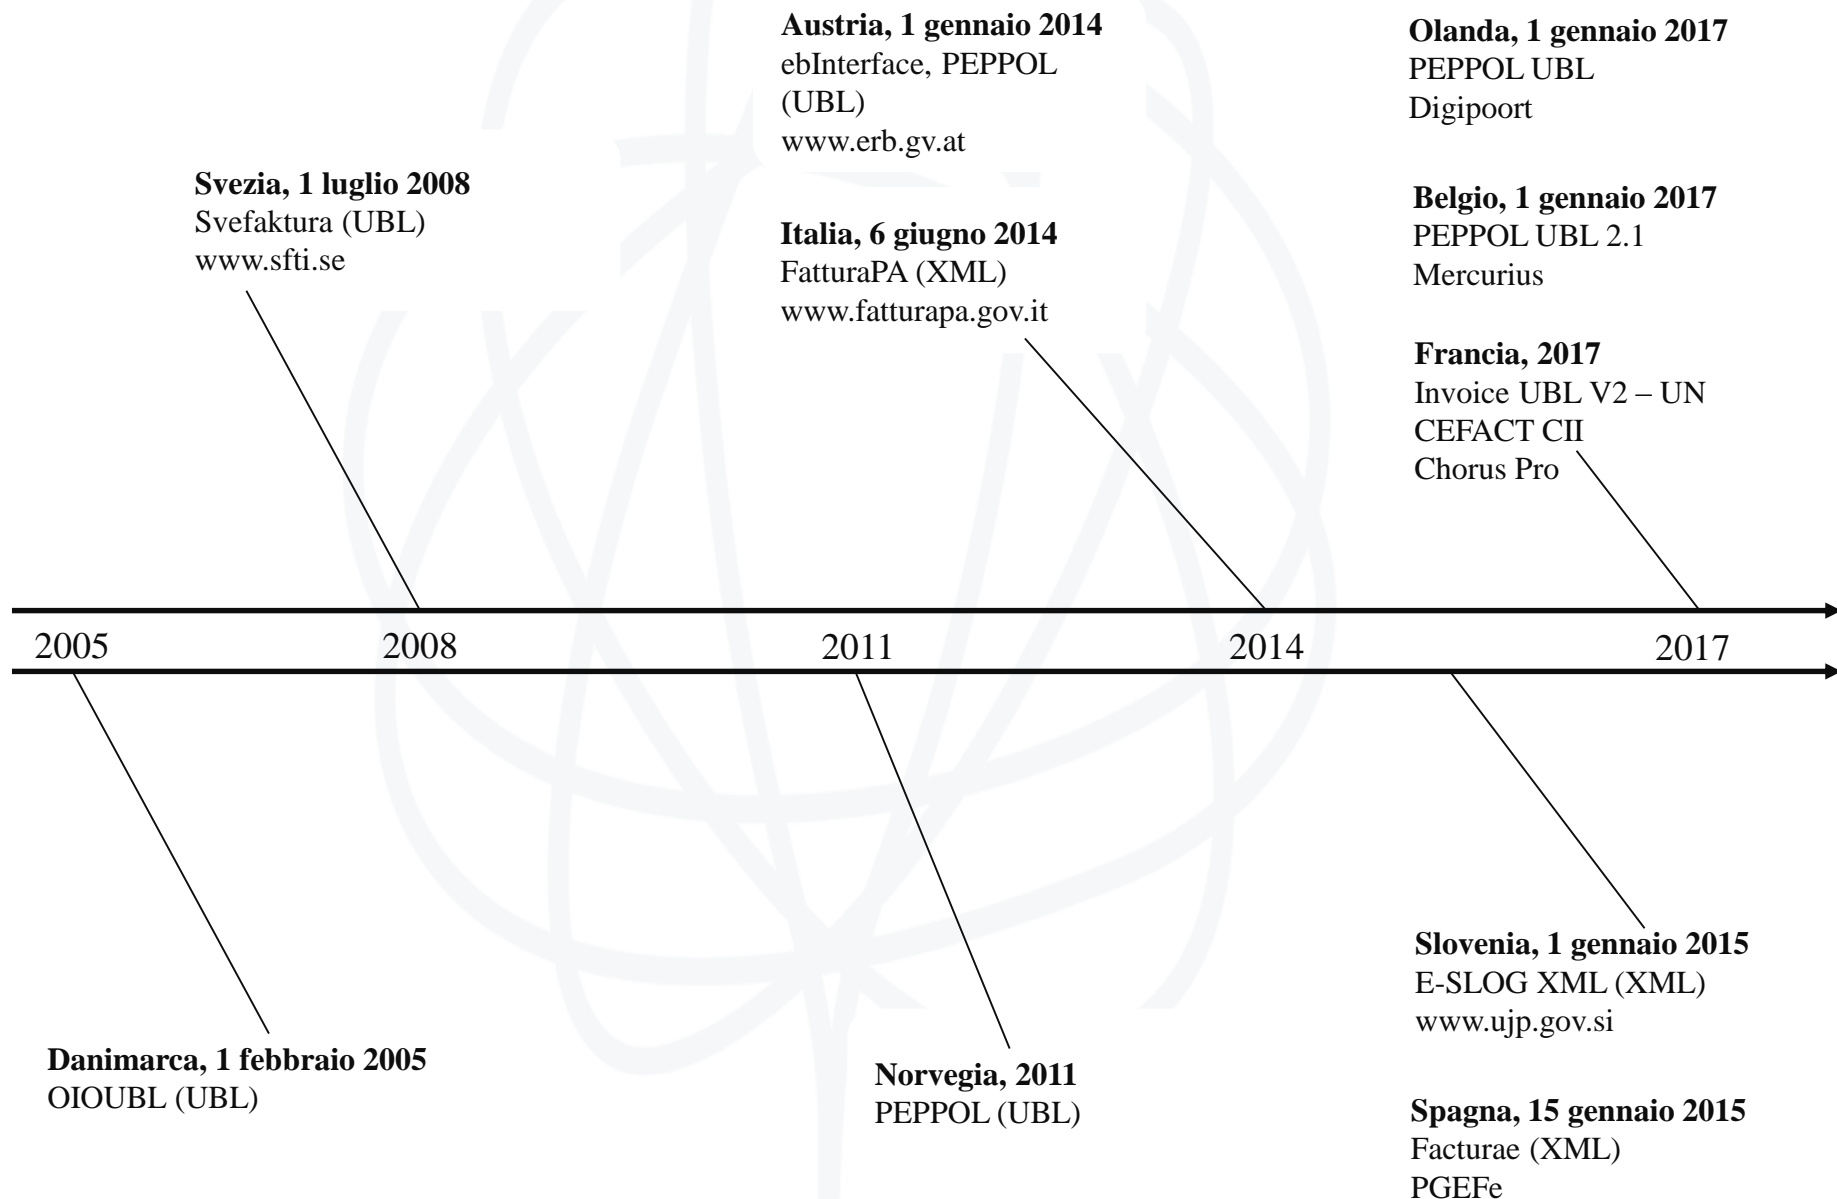 Austria, 1 gennaio 2014
ebInterface, PEPPOL
(UBL)
www.erb.gv.at
Olanda, 1 gennaio 2017
PEPPOL UBL
Digipoort
Svezia, 1 luglio 2008
Svefaktura (UBL)
www.sfti.se
Italia, 6 giugno 2014
FatturaPA (XML)
www.fatturapa.gov.it
Belgio, 1 gennaio 2017
PEPPOL UBL 2.1
Mercurius
Francia, 2017
Invoice UBL V2 – UN
CEFACT CII
Chorus Pro
2005 2008 2011 2014 2017
Danimarca, 1 febbraio 2005
OIOUBL (UBL)
Norvegia, 2011
PEPPOL (UBL)
Slovenia, 1 gennaio 2015
E-SLOG XML (XML)
www.ujp.gov.si
Spagna, 15 gennaio 2015
Facturae (XML)
PGEFe